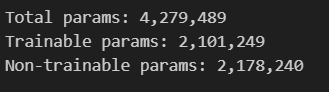 Total params: 4,279,489
Trainable params: 2,101,249
Non-trainable params: 2,178,240